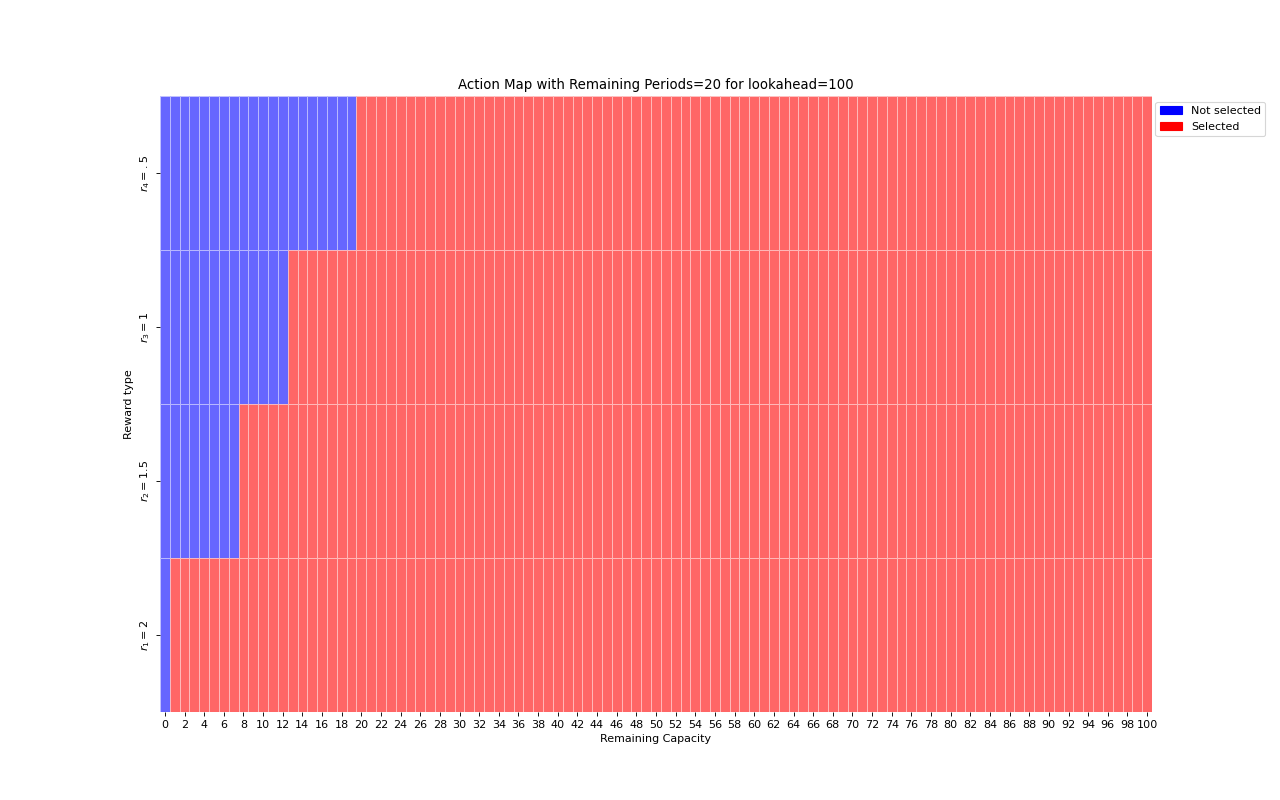 Action Map with Remaining Periods=20 for lookahead=100
Not selected
Selected
Reward type
r₄ = .5
r₃ = 1
r₂ = 1.5
r₁ = 2
0 2 4 6 8 10 12 14 16 18 20 22 24 26 28 30 32 34 36 38 40 42 44 46 48 50 52 54 56 58 60 62 64 66 68 70 72 74 76 78 80 82 84 86 88 90 92 94 96 98 100
Remaining Capacity